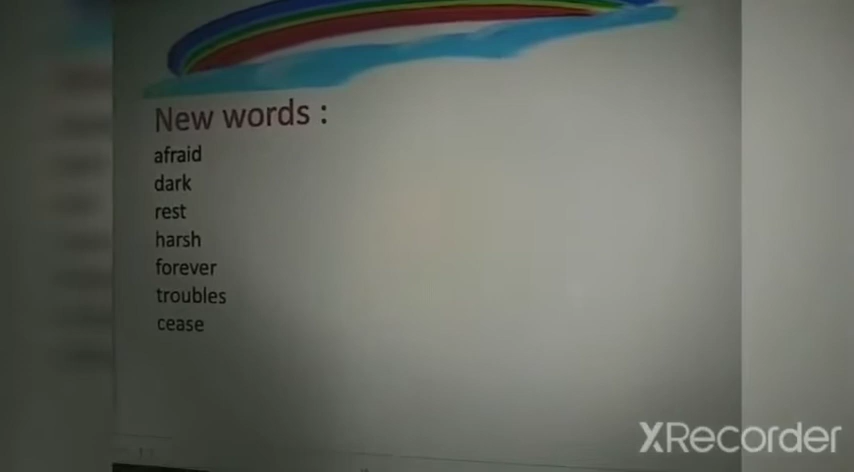 New words :
afraid
dark
rest
harsh
forever
troubles
cease
XRecorder